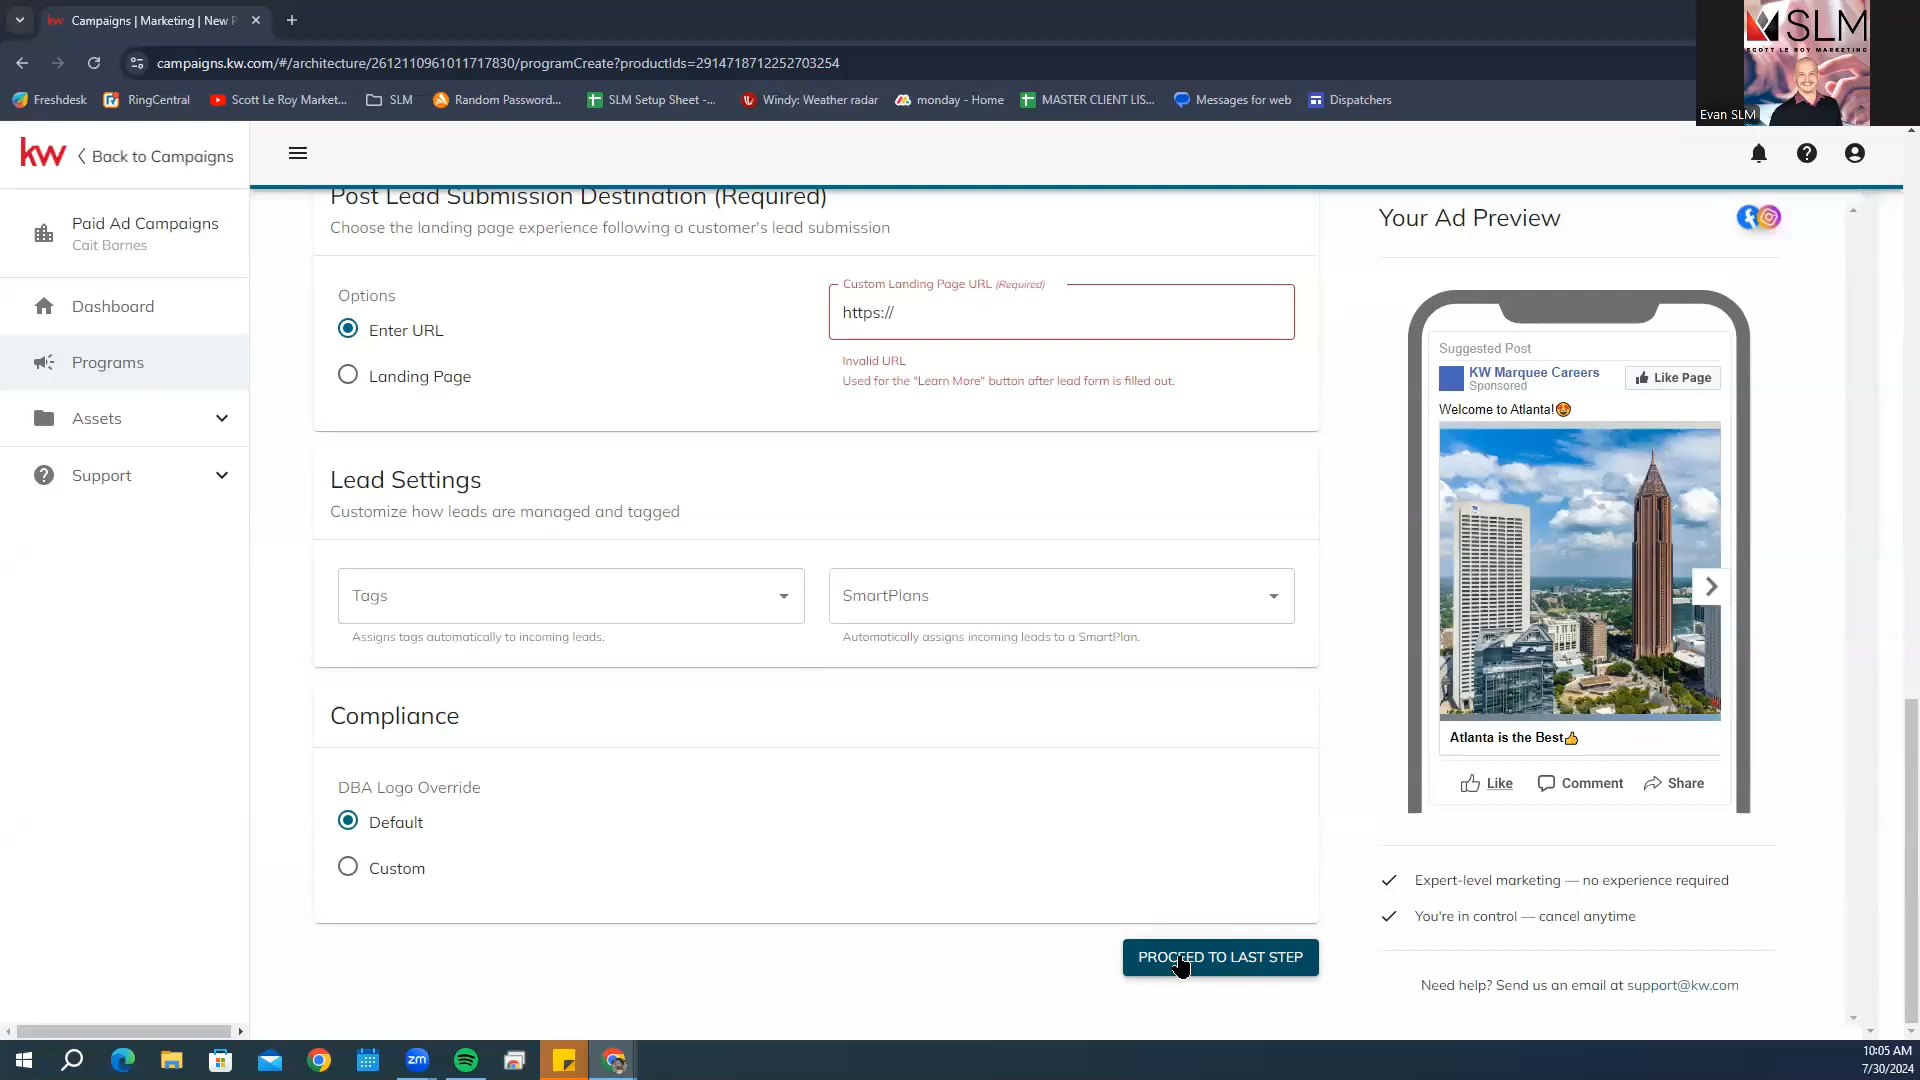 Campaigns | Marketing | New P
campaigns.kw.com/#/architecture/2612110961011717830/programCreate?productIds=2914718712252703254
Freshdesk
RingCentral
Scott Le Roy Market...
SLM
Random Password...
SLM Setup Sheet -...
Windy: Weather radar
monday - Home
MASTER CLIENT LIS...
Messages for web
Dispatchers
SLM
SCOTT LE ROY MARKETING
Evan SLM
kw
Back to Campaigns
Paid Ad Campaigns
Cait Barnes
Dashboard
Programs
Assets
Support
Post Lead Submission Destination (Required)
Choose the landing page experience following a customer's lead submission
Options
Enter URL
Landing Page
Custom Landing Page URL (Required)
https://
Invalid URL
Used for the "Learn More" button after lead form is filled out.
Lead Settings
Customize how leads are managed and tagged
Tags
Assigns tags automatically to incoming leads.
SmartPlans
Automatically assigns incoming leads to a SmartPlan.
Compliance
DBA Logo Override
Default
Custom
PROCEED TO LAST STEP
Your Ad Preview
Suggested Post
KW Marquee Careers
Sponsored
Like Page
Welcome to Atlanta!🤩
Atlanta is the Best👍
Like
Comment
Share
Expert-level marketing — no experience required
You're in control — cancel anytime
Need help? Send us an email at support@kw.com
zm
10:05 AM
7/30/2024